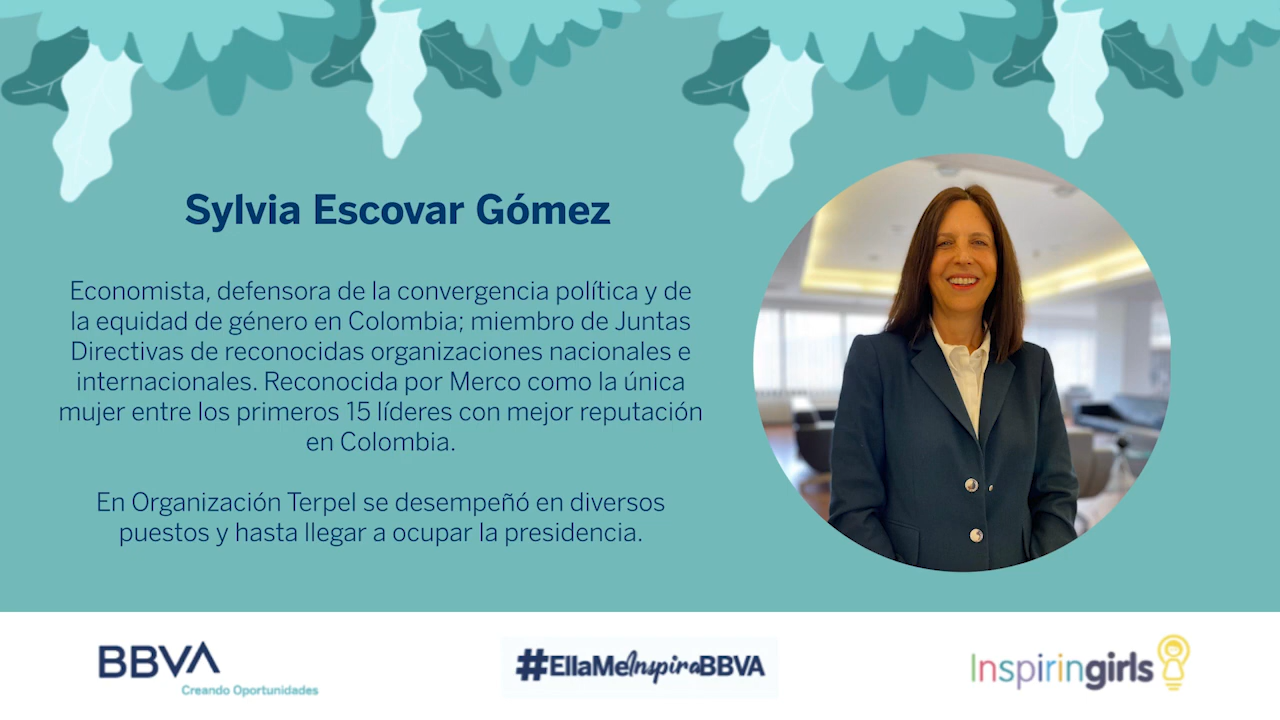 Sylvia Escovar Gómez
Economista, defensora de la convergencia política y de
la equidad de género en Colombia; miembro de Juntas
Directivas de reconocidas organizaciones nacionales e
internacionales. Reconocida por Merco como la única
mujer entre los primeros 15 líderes con mejor reputación
en Colombia.
En Organización Terpel se desempeñó en diversos
puestos y hasta llegar a ocupar la presidencia.
BBVA
Creando Oportunidades
#EllaMeInspiraBBVA
Inspiringirls